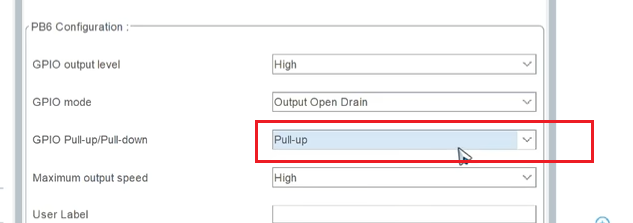 PB6 Configuration :
GPIO output level High
GPIO mode Output Open Drain
GPIO Pull-up/Pull-down Pull-up
Maximum output speed High
User Label